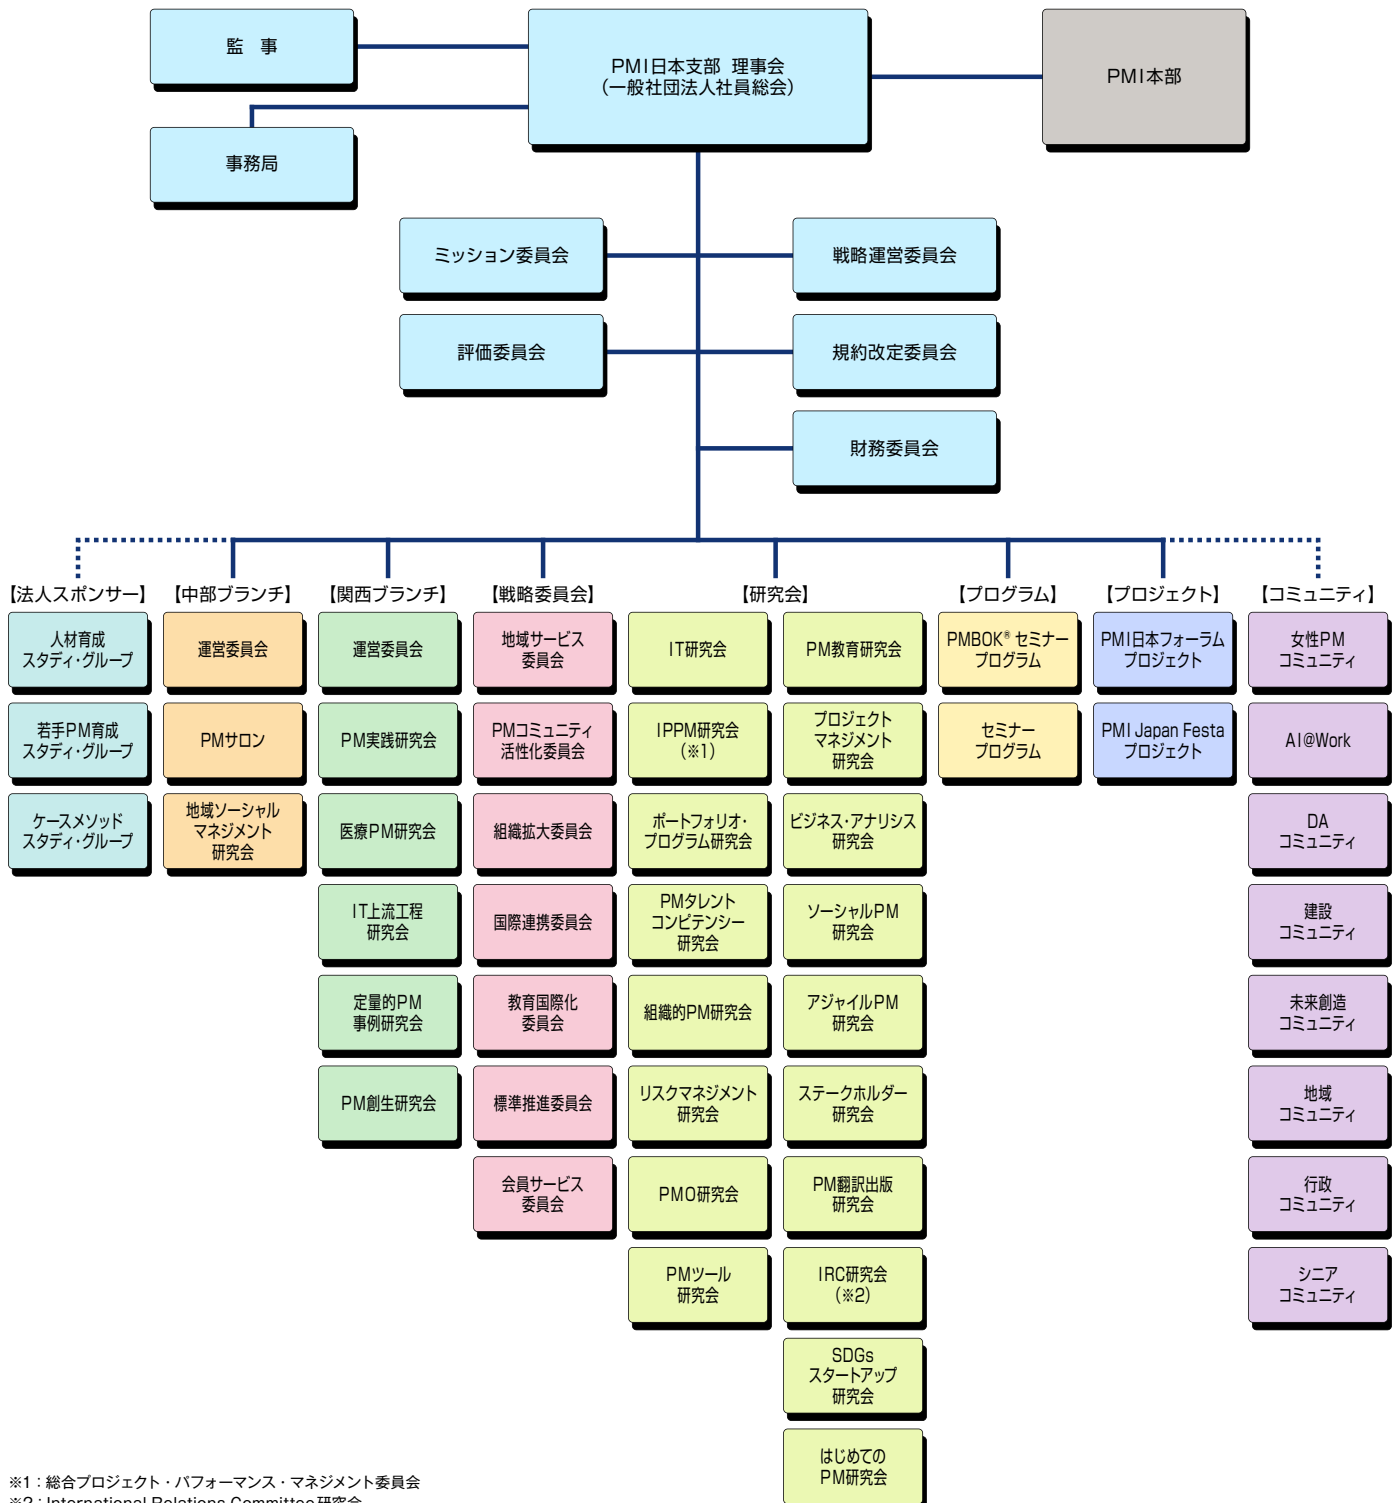 監　事
PMI日本支部 理事会
（一般社団法人社員総会）
PMI本部
事務局
ミッション委員会
戦略運営委員会
評価委員会
規約改定委員会
財務委員会
【法人スポンサー】
人材育成
スタディ・グループ
若手PM育成
スタディ・グループ
ケースメソッド
スタディ・グループ
【中部ブランチ】
運営委員会
PMサロン
地域ソーシャル
マネジメント
研究会
【関西ブランチ】
運営委員会
PM実践研究会
医療PM研究会
IT上流工程
研究会
定量的PM
事例研究会
PM創生研究会
【戦略委員会】
地域サービス
委員会
PMコミュニティ
活性化委員会
組織拡大委員会
国際連携委員会
教育国際化
委員会
標準推進委員会
会員サービス
委員会
【研究会】
IT研究会
IPPM研究会
（※1）
ポートフォリオ・
プログラム研究会
PMタレント
コンピテンシー
研究会
組織的PM研究会
リスクマネジメント
研究会
PMO研究会
PMツール
研究会
PM教育研究会
プロジェクト
マネジメント
研究会
ビジネス・アナリシス
研究会
ソーシャルPM
研究会
アジャイルPM
研究会
ステークホルダー
研究会
PM翻訳出版
研究会
IRC研究会
（※2）
SDGs
スタートアップ
研究会
はじめての
PM研究会
【プログラム】
PMBOK® セミナー
プログラム
セミナー
プログラム
【プロジェクト】
PMI日本フォーラム
プロジェクト
PMI Japan Festa
プロジェクト
【コミュニティ】
女性PM
コミュニティ
AI@Work
DA
コミュニティ
建設
コミュニティ
未来創造
コミュニティ
地域
コミュニティ
行政
コミュニティ
シニア
コミュニティ
※1：総合プロジェクト・パフォーマンス・マネジメント委員会
※2：International Relations Committee研究会